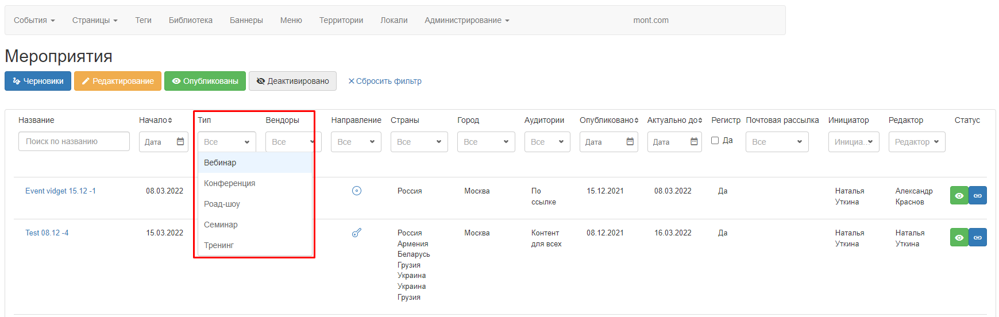 События Страницы Теги Библиотека Баннеры Меню Территории Локали Администрирование mont.com
Мероприятия
Черновики Редактирование Опубликованы Деактивировано Сбросить фильтр
Название Начало Тип Вендоры Направление Страны Город Аудитории Опубликовано Актуально до Регистр Почтовая рассылка Инициатор Редактор Статус
Поиск по названию Дата Все Все Все Все Все Все Дата Дата Да Все Инициа... Редактор
Вебинар
Конференция
Роад-шоу
Семинар
Тренинг
Event vidget 15.12 -1 08.03.2022 Россия Москва По 15.12.2021 08.03.2022 Да Наталья Александр
ссылке Уткина Краснов
Test 08.12 -4 15.03.2022 Россия Москва Контент 08.12.2021 16.03.2022 Да Наталья Наталья
Армения для всех Уткина Уткина
Беларусь
Грузия
Украина
Украина
Грузия